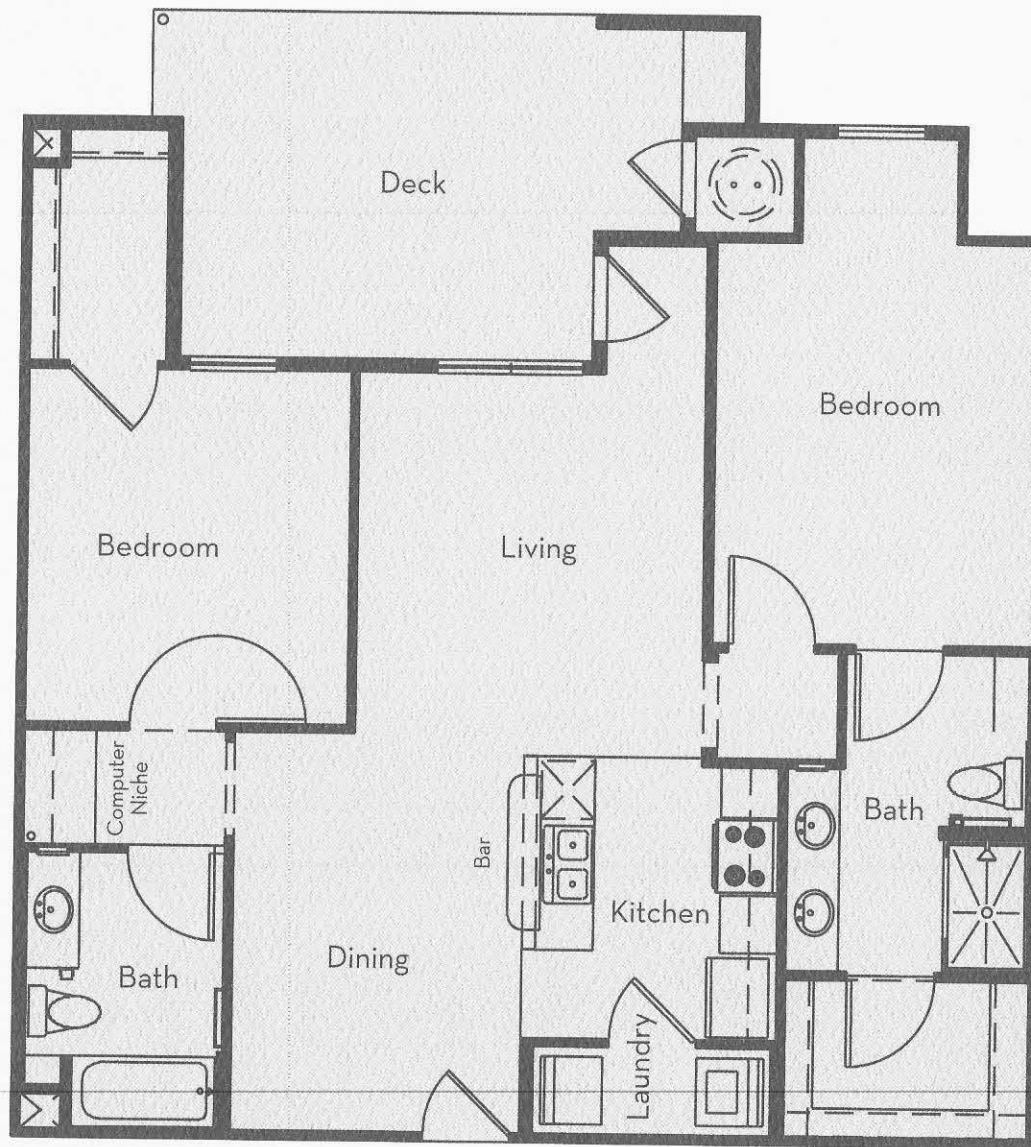 Deck
Bedroom
Bedroom
Living
Computer
Niche
Bar
Bath
Kitchen
Dining
Bath
Laundry